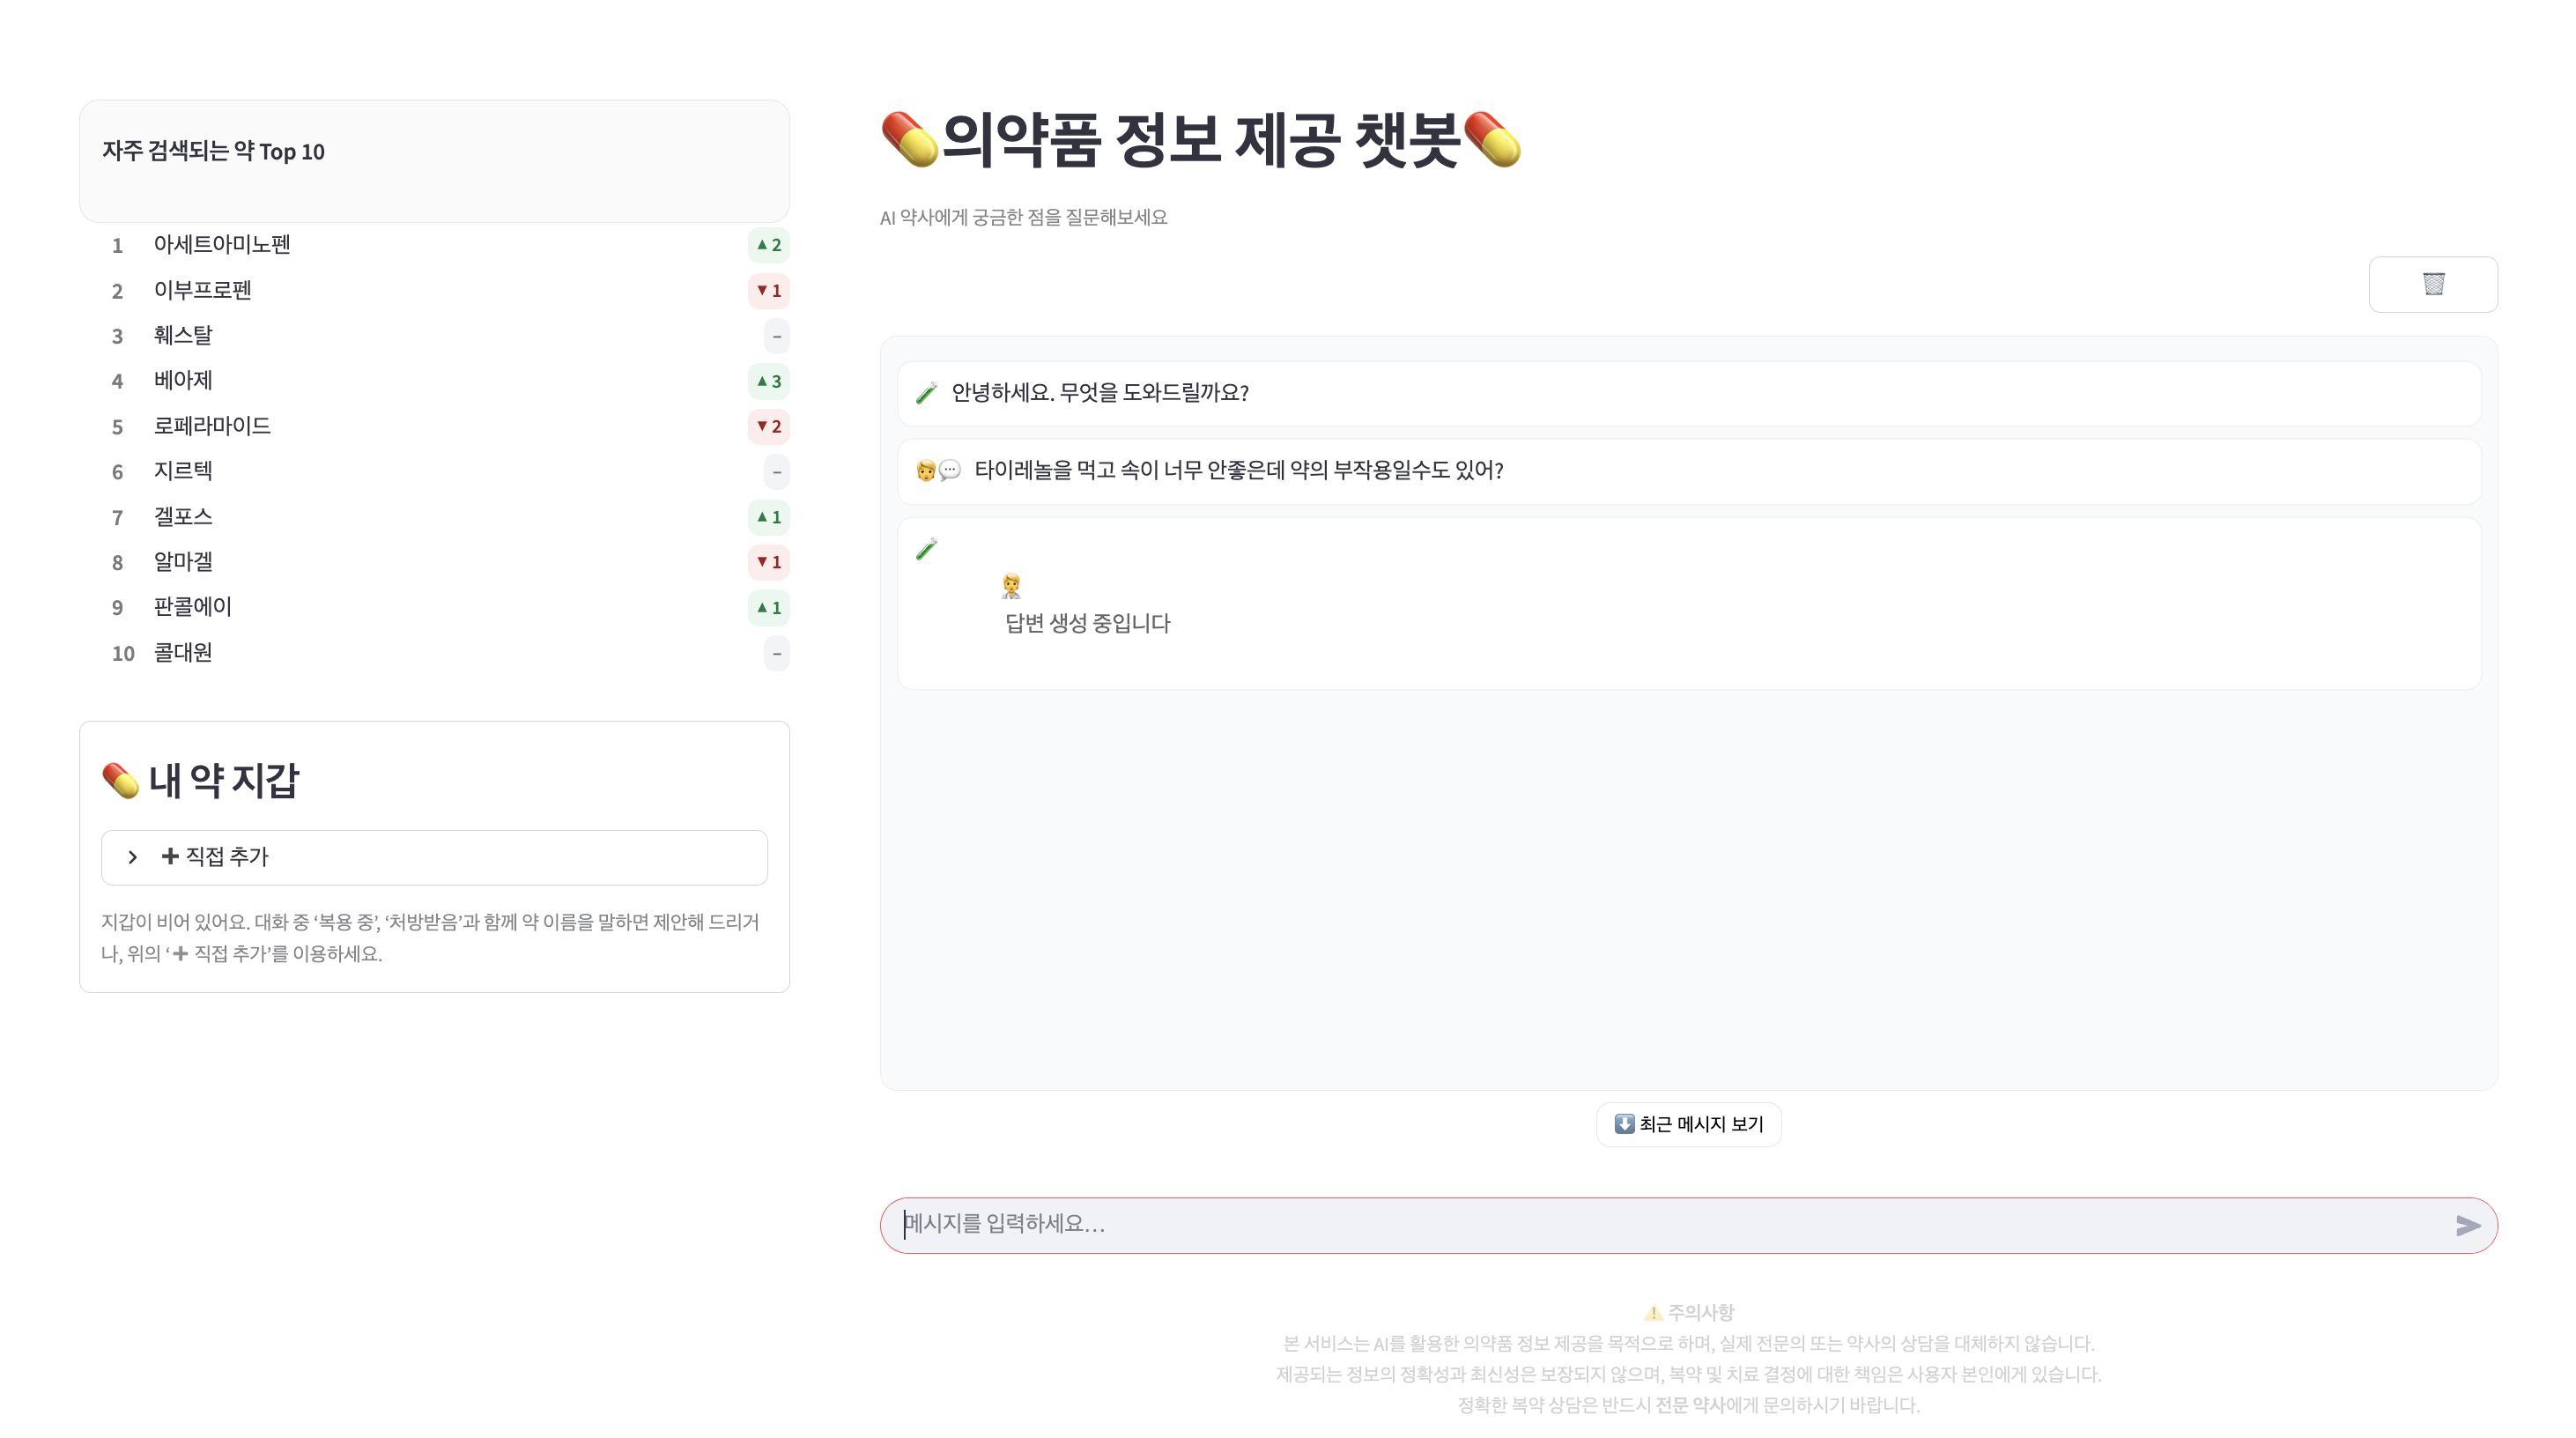 자주 검색되는 약 Top 10
1 아세트아미노펜 ▲ 2
2 이부프로펜 ▼ 1
3 훼스탈 –
4 베아제 ▲ 3
5 로페라마이드 ▼ 2
6 지르텍 –
7 겔포스 ▲ 1
8 알마겔 ▼ 1
9 판콜에이 ▲ 1
10 콜대원 –
💊 내 약 지갑
➕ 직접 추가
지갑이 비어 있어요. 대화 중 ‘복용 중’, ‘처방받음’과 함께 약 이름을 말하면 제안해 드리거
나, 위의 ‘➕ 직접 추가’를 이용하세요.
💊의약품 정보 제공 챗봇💊
AI 약사에게 궁금한 점을 질문해보세요
안녕하세요. 무엇을 도와드릴까요?
타이레놀을 먹고 속이 너무 안좋은데 약의 부작용일수도 있어?
답변 생성 중입니다
⬇️ 최근 메시지 보기
메시지를 입력하세요...
⚠️ 주의사항
본 서비스는 AI를 활용한 의약품 정보 제공을 목적으로 하며, 실제 전문의 또는 약사의 상담을 대체하지 않습니다.
제공되는 정보의 정확성과 최신성은 보장되지 않으며, 복약 및 치료 결정에 대한 책임은 사용자 본인에게 있습니다.
정확한 복약 상담은 반드시 전문 약사에게 문의하시기 바랍니다.